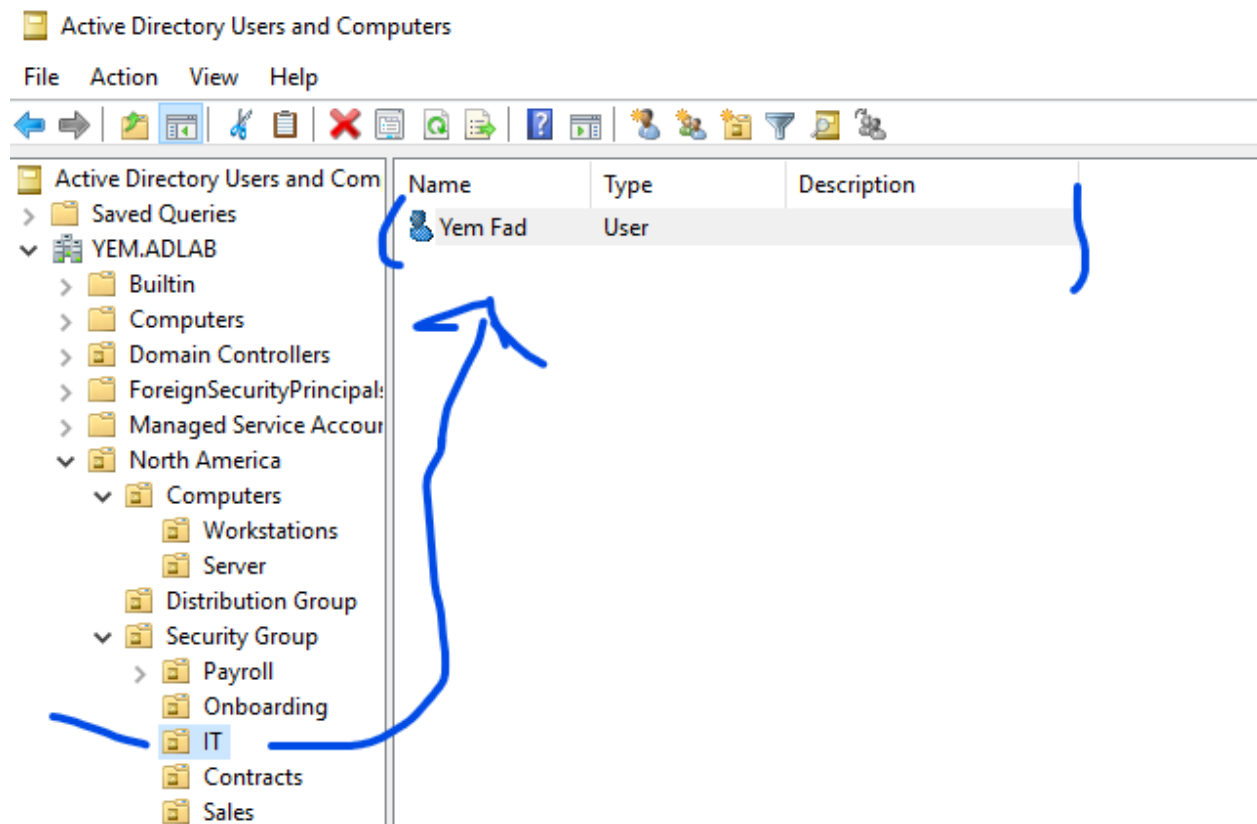 Active Directory Users and Computers
File Action View Help
Active Directory Users and Com
Saved Queries
YEM.ADLAB
Builtin
Computers
Domain Controllers
ForeignSecurityPrincipals
Managed Service Accour
North America
Computers
Workstations
Server
Distribution Group
Security Group
Payroll
Onboarding
IT
Contracts
Sales
Name Type Description
Yem Fad User